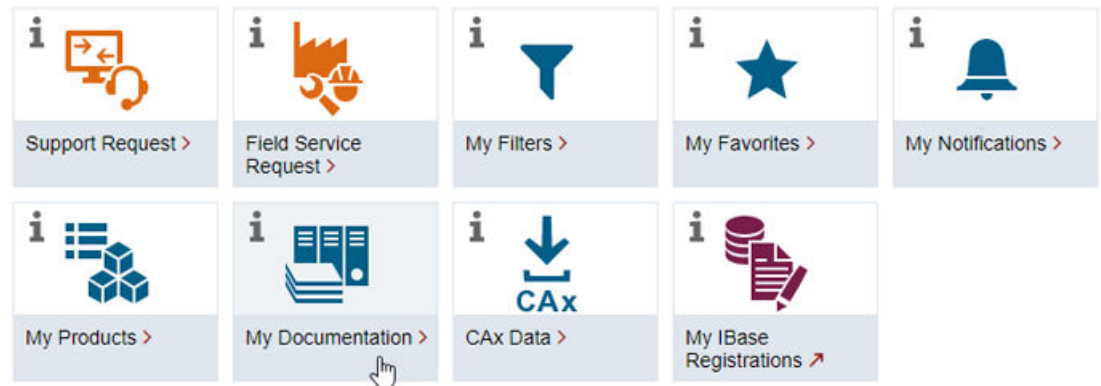 Support Request >
Field Service
Request >
My Filters >
My Favorites >
My Notifications >
My Products >
My Documentation >
CAx
CAx Data >
My IBase
Registrations ↗